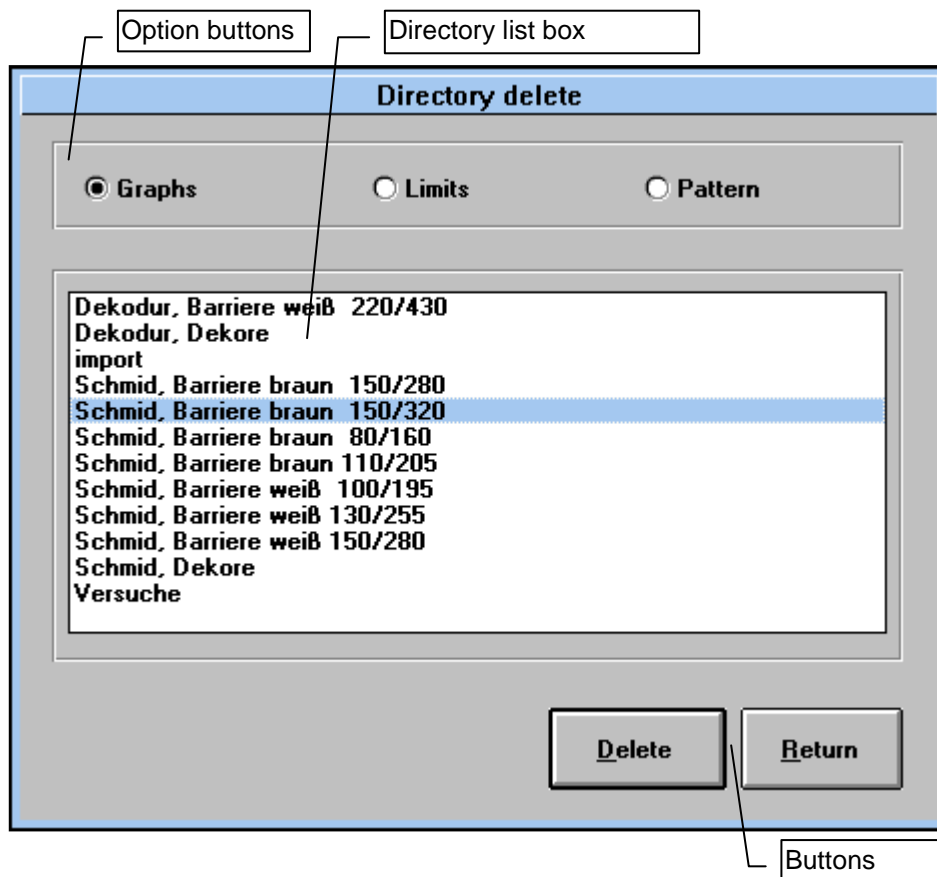 Option buttons Directory list box
Directory delete
Graphs Limits Pattern
Dekodur, Barriere weiß  220/430
Dekodur, Dekore
import
Schmid, Barriere braun  150/280
Schmid, Barriere braun  150/320
Schmid, Barriere braun  80/160
Schmid, Barriere braun 110/205
Schmid, Barriere weiß  100/195
Schmid, Barriere weiß 130/255
Schmid, Barriere weiß 150/280
Schmid, Dekore
Versuche
Delete Return
Buttons